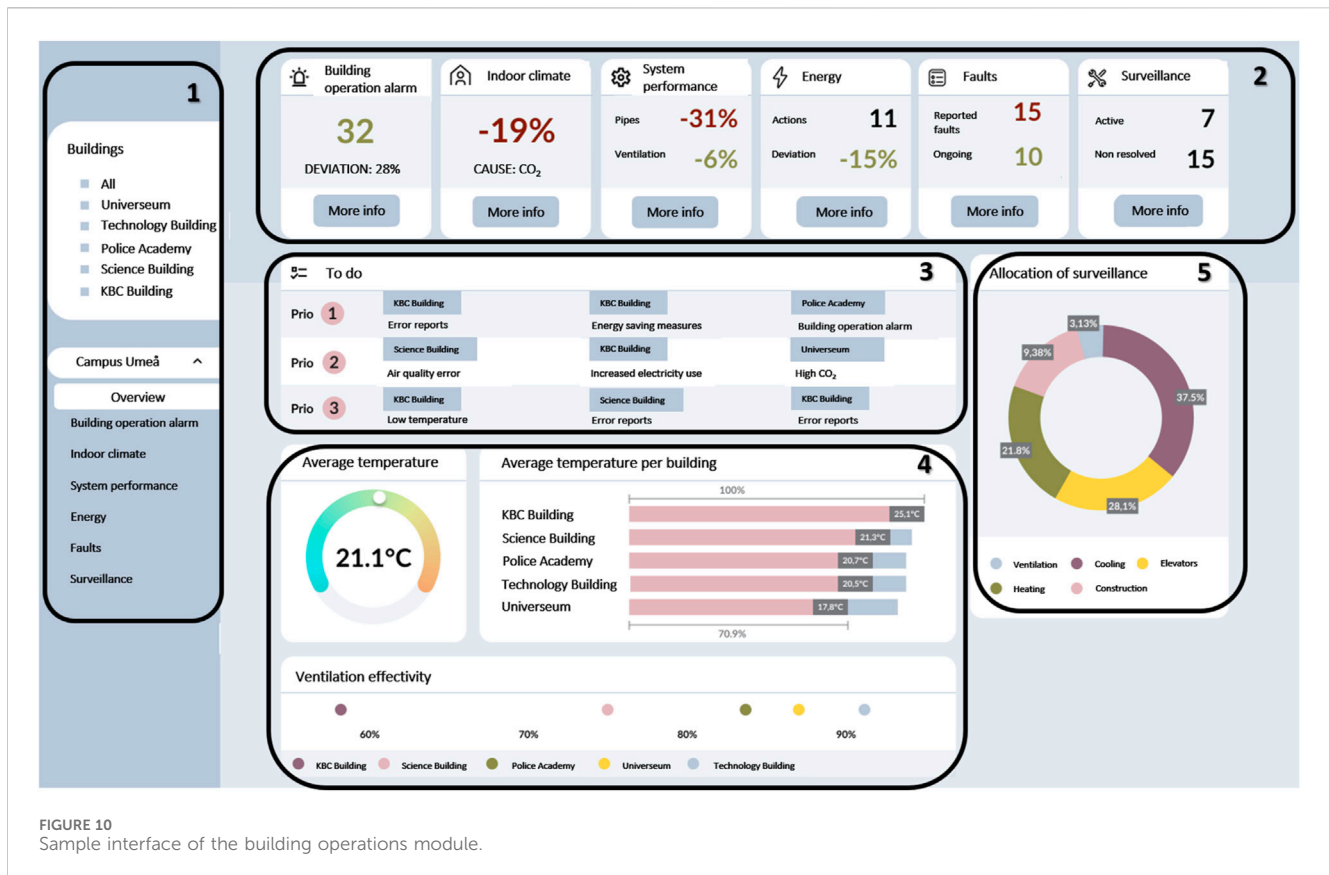 1
Buildings
All
Universeum
Technology Building
Police Academy
Science Building
KBC Building
Campus Umeå
Overview
Building operation alarm
Indoor climate
System performance
Energy
Faults
Surveillance
2
Building
operation alarm
32
DEVIATION: 28%
More info
Indoor climate
-19%
CAUSE: CO₂
More info
System
performance
Pipes -31%
Ventilation -6%
More info
Energy
Actions 11
Deviation -15%
More info
Faults
Reported
faults 15
Ongoing 10
More info
Surveillance
Active 7
Non resolved 15
More info
To do 3
Prio 1 KBC Building KBC Building Police Academy
Error reports Energy saving measures Building operation alarm
Prio 2 Science Building KBC Building Universeum
Air quality error Increased electricity use High CO₂
Prio 3 KBC Building Science Building KBC Building
Low temperature Error reports Error reports
Average temperature
21.1°C
Average temperature per building 4
100%
KBC Building 25,1°C
Science Building 21,3°C
Police Academy 20,7°C
Technology Building 20,5°C
Universeum 17,8°C
70.9%
Ventilation effectivity
60% 70% 80% 90%
KBC Building Science Building Police Academy Universeum Technology Building
Allocation of surveillance 5
3,13%
9,38%
37.5%
21.8%
28,1%
Ventilation Cooling Elevators
Heating Construction
FIGURE 10
Sample interface of the building operations module.